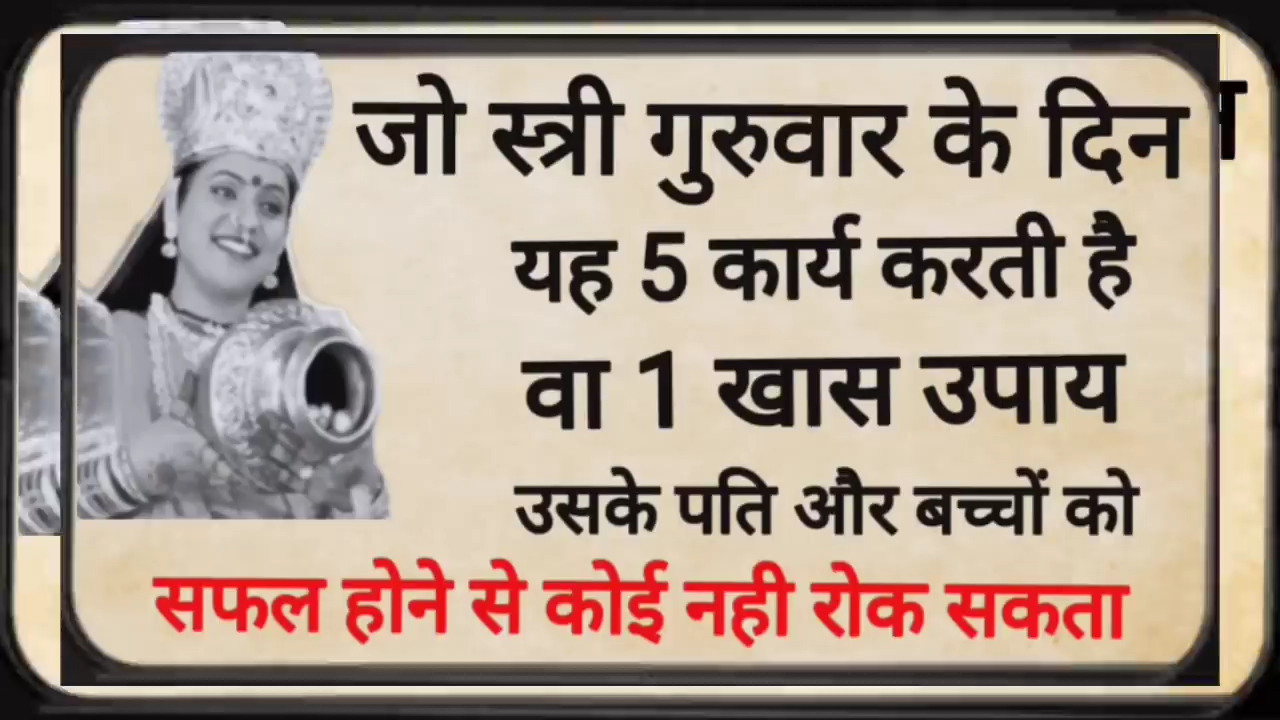 जो स्त्री गुरुवार के दिन
यह 5 कार्य करती है
वा 1 खास उपाय
उसके पति और बच्चों को
सफल होने से कोई नही रोक सकता